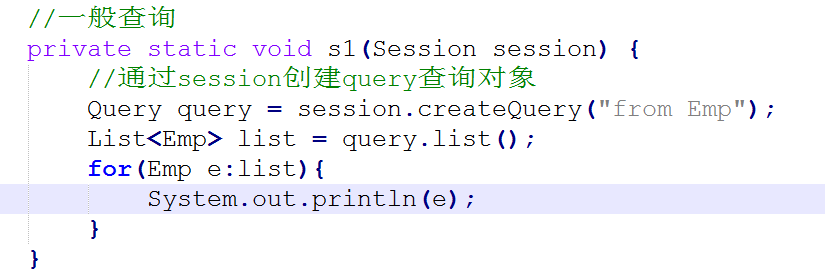 //一般查询
private static void s1(Session session) {
//通过session创建query查询对象
Query query = session.createQuery("from Emp");
List<Emp> list = query.list();
for(Emp e:list){
System.out.println(e);
}
}